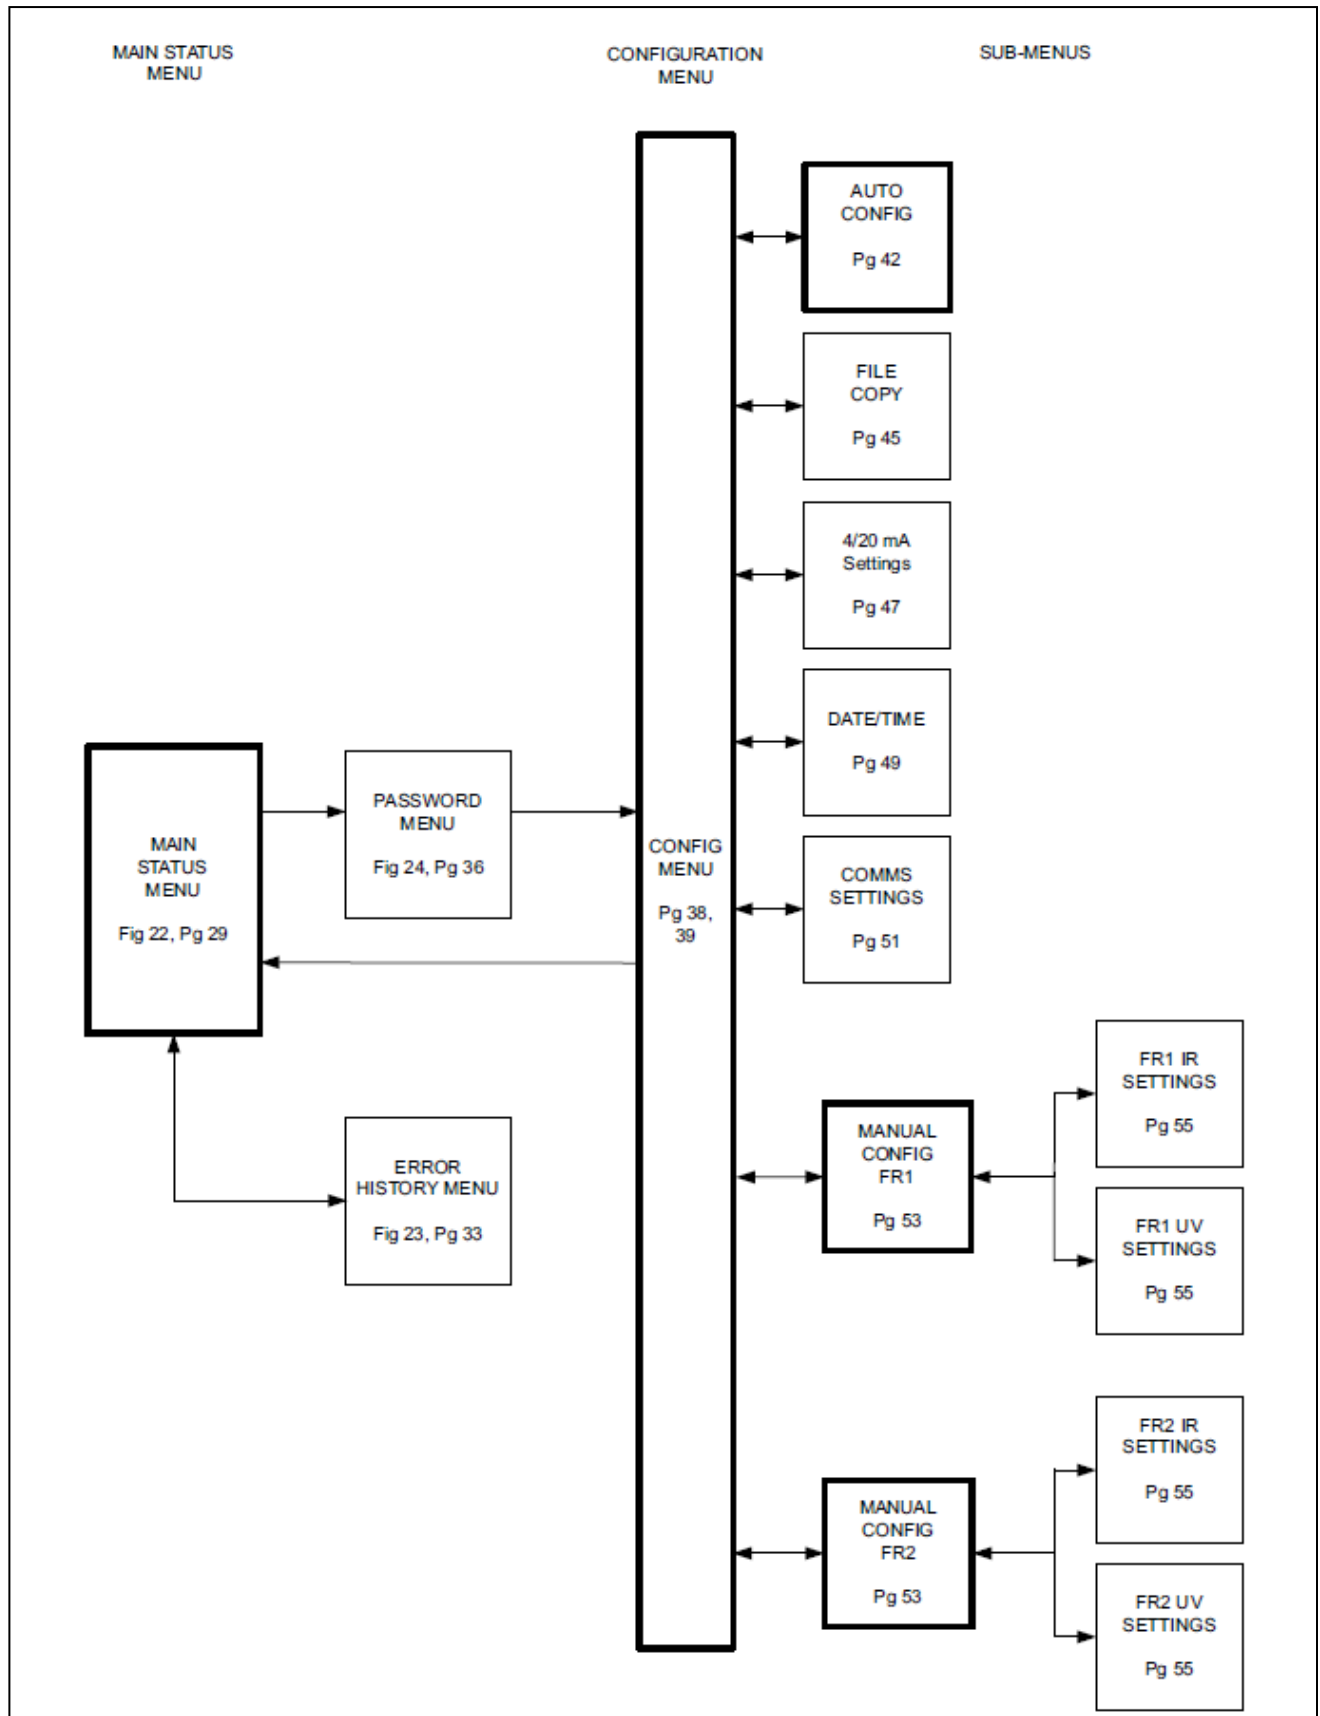 MAIN STATUS
MENU
CONFIGURATION
MENU
SUB-MENUS
AUTO
CONFIG
Pg 42
FILE
COPY
Pg 45
4/20 mA
Settings
Pg 47
DATE/TIME
Pg 49
COMMS
SETTINGS
Pg 51
MAIN
STATUS
MENU
Fig 22, Pg 29
PASSWORD
MENU
Fig 24, Pg 36
CONFIG
MENU
Pg 38,
39
ERROR
HISTORY MENU
Fig 23, Pg 33
MANUAL
CONFIG
FR1
Pg 53
FR1 IR
SETTINGS
Pg 55
FR1 UV
SETTINGS
Pg 55
MANUAL
CONFIG
FR2
Pg 53
FR2 IR
SETTINGS
Pg 55
FR2 UV
SETTINGS
Pg 55